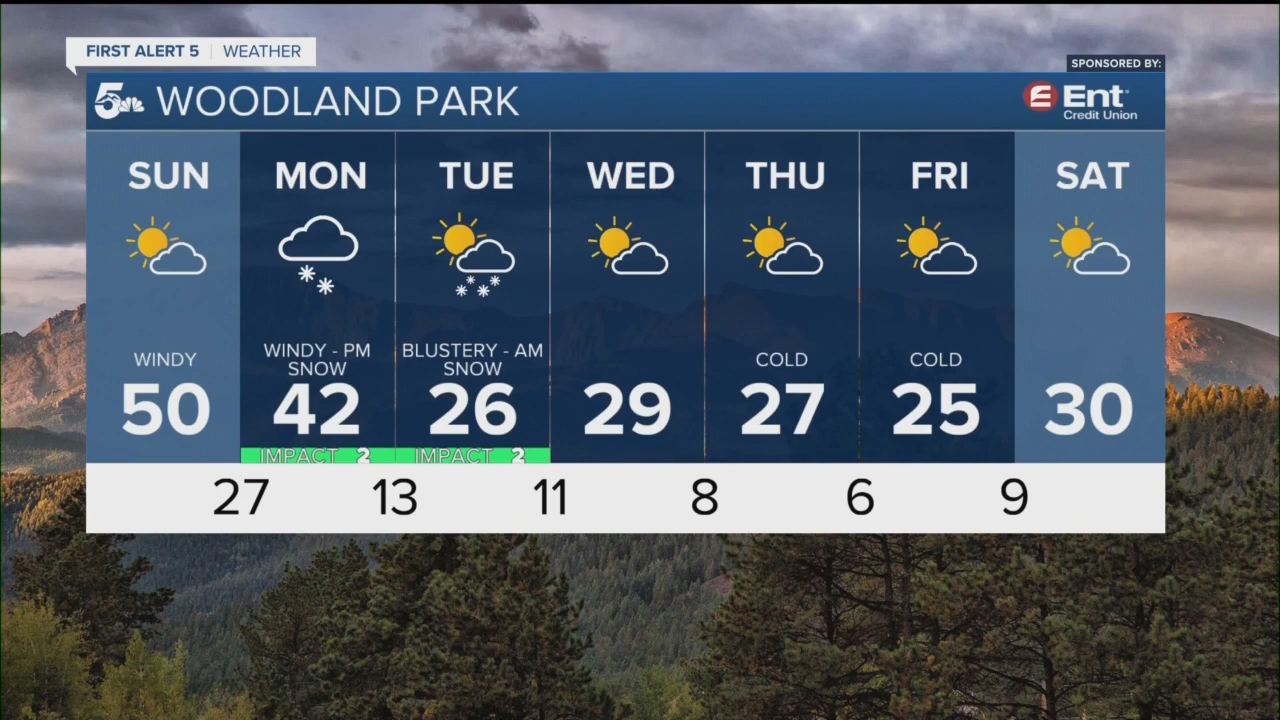 FIRST ALERT 5 | WEATHER
SPONSORED BY:
5 WOODLAND PARK
Ent
Credit Union
SUN MON TUE WED THU FRI SAT
WINDY
WINDY - PM
SNOW
BLUSTERY - AM
SNOW
COLD
COLD
50 42 26 29 27 25 30
IMPACT 2 IMPACT 2
27 13 11 8 6 9